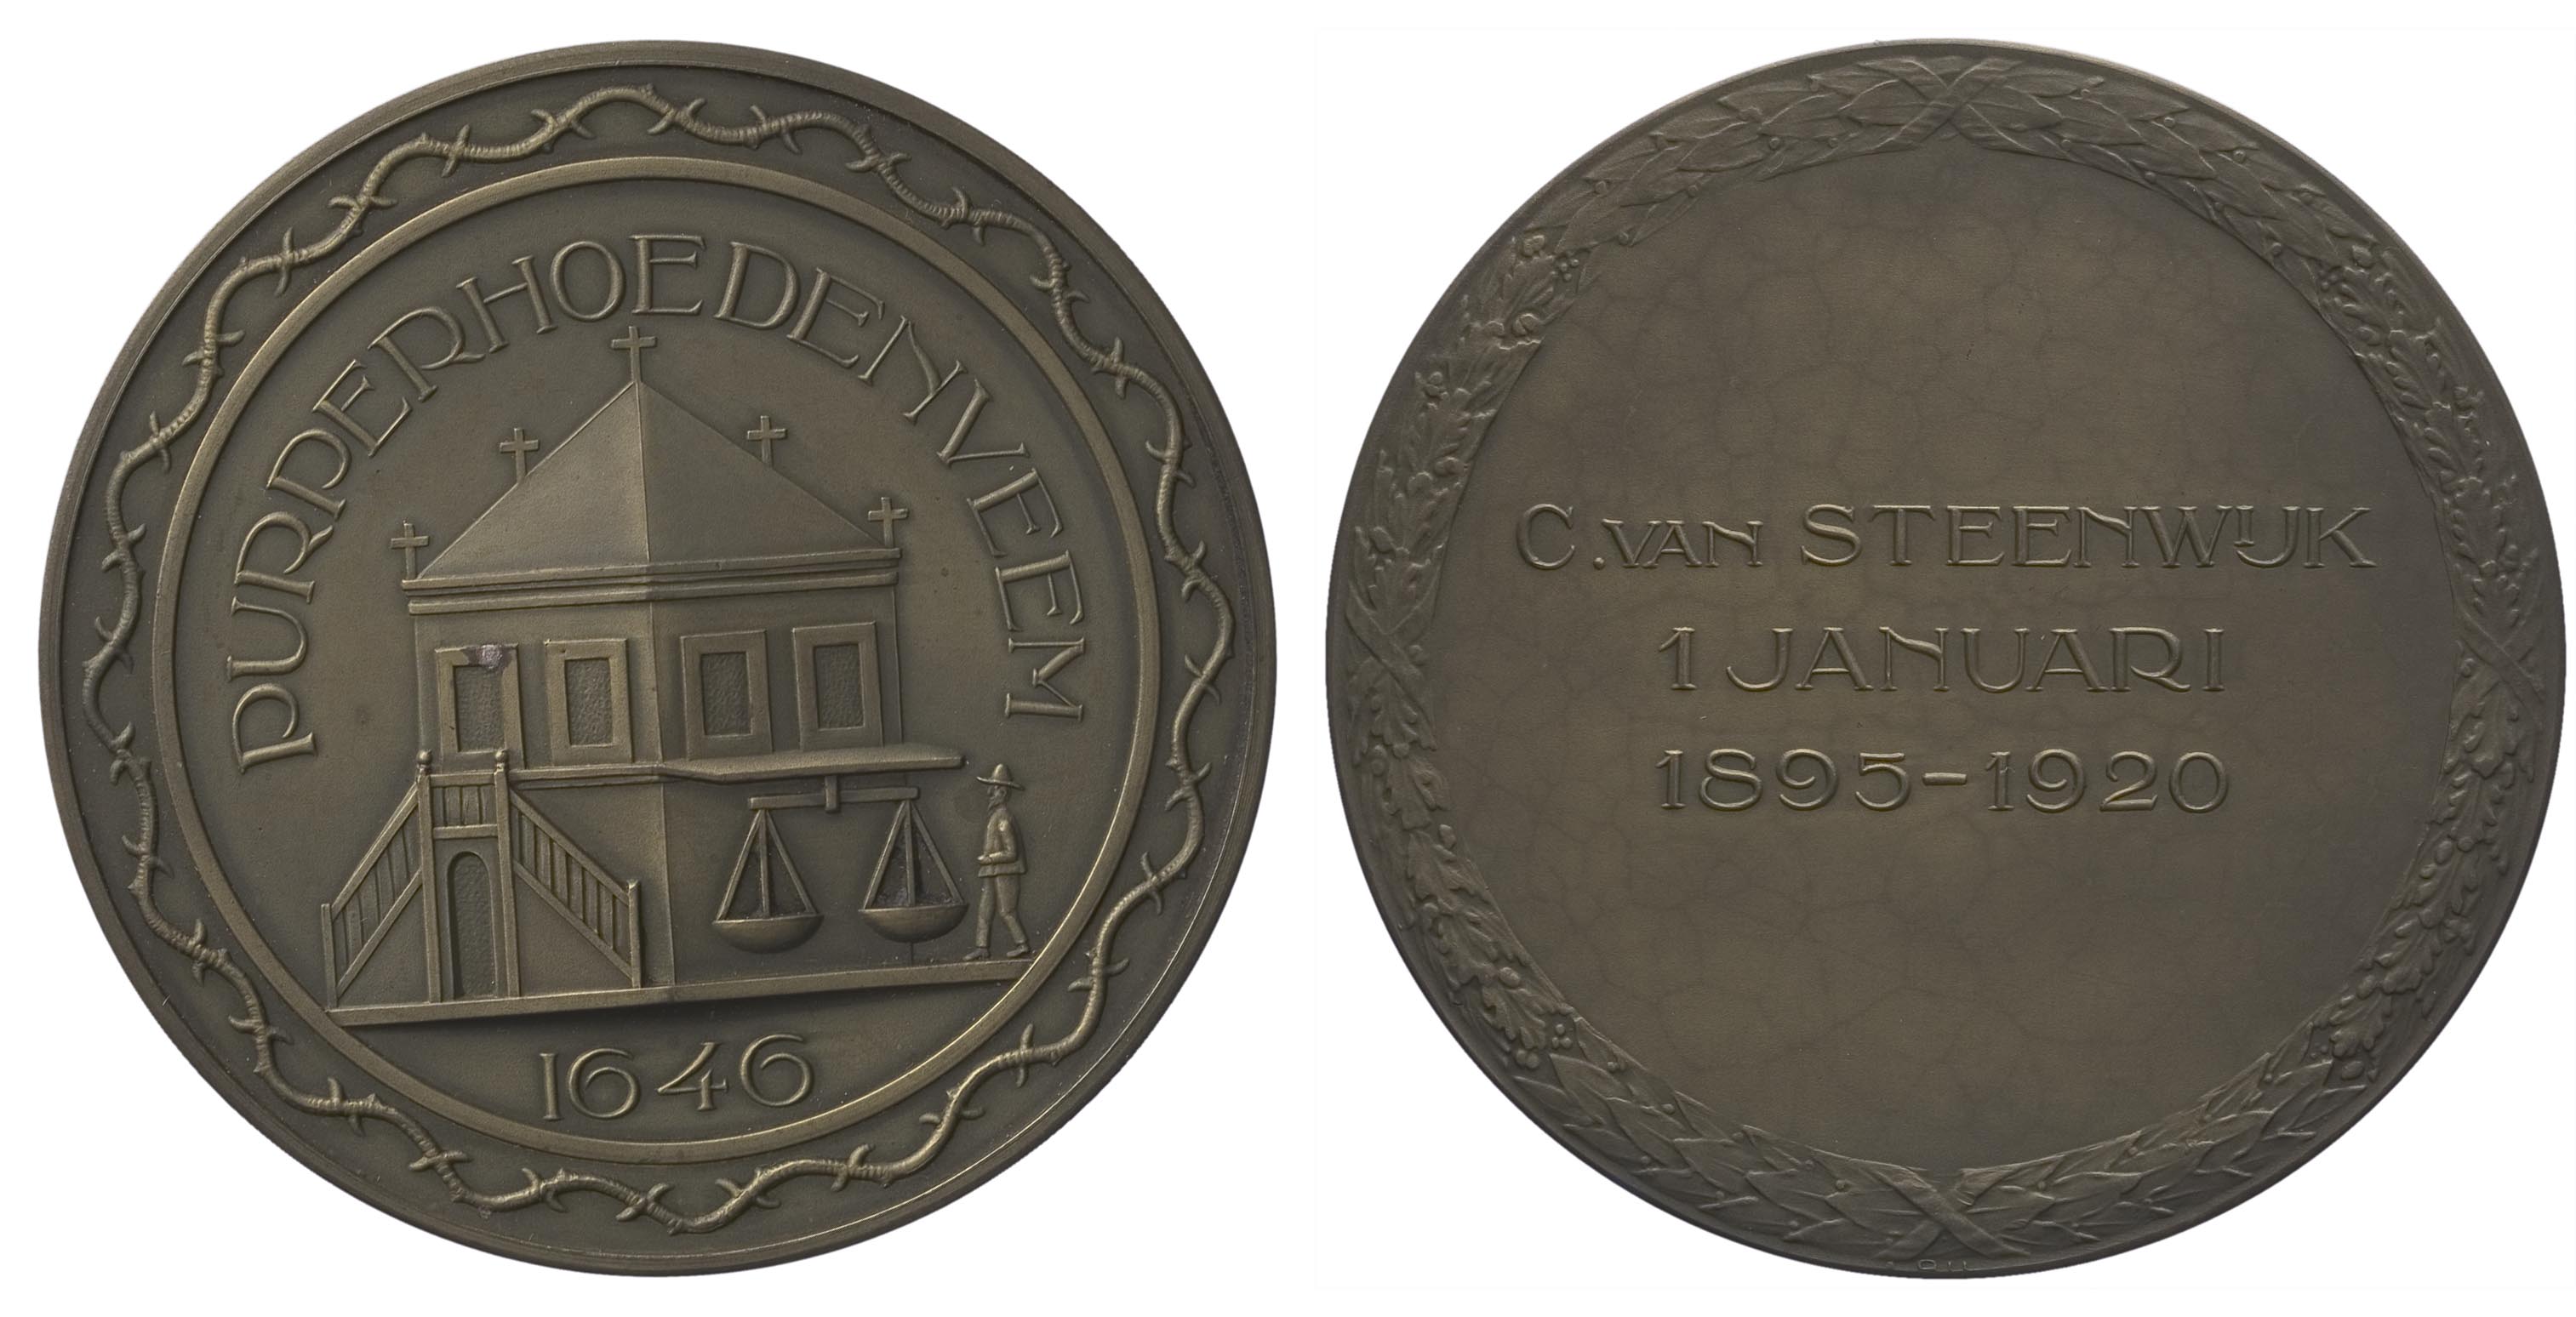 PURPERHOEDENVEEM
1646
C. VAN STEENWIJK
1 JANUARI
1895-1920